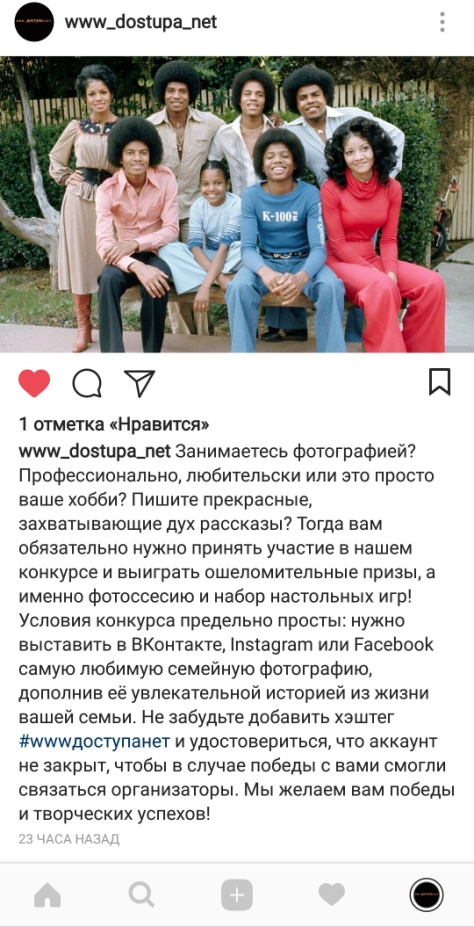 www_dostupa_net
K-100
1 отметка «Нравится»
www_dostupa_net Занимаетесь фотографией?
Профессионально, любительски или это просто
ваше хобби? Пишите прекрасные,
захватывающие дух рассказы? Тогда вам
обязательно нужно принять участие в нашем
конкурсе и выиграть ошеломительные призы, а
именно фотоссесию и набор настольных игр!
Условия конкурса предельно просты: нужно
выставить в ВКонтакте, Instagram или Facebook
самую любимую семейную фотографию,
дополнив её увлекательной историей из жизни
вашей семьи. Не забудьте добавить хэштег
#wwwдоступанет и удостовериться, что аккаунт
не закрыт, чтобы в случае победы с вами смогли
связаться организаторы. Мы желаем вам победы
и творческих успехов!
23 ЧАСА НАЗАД